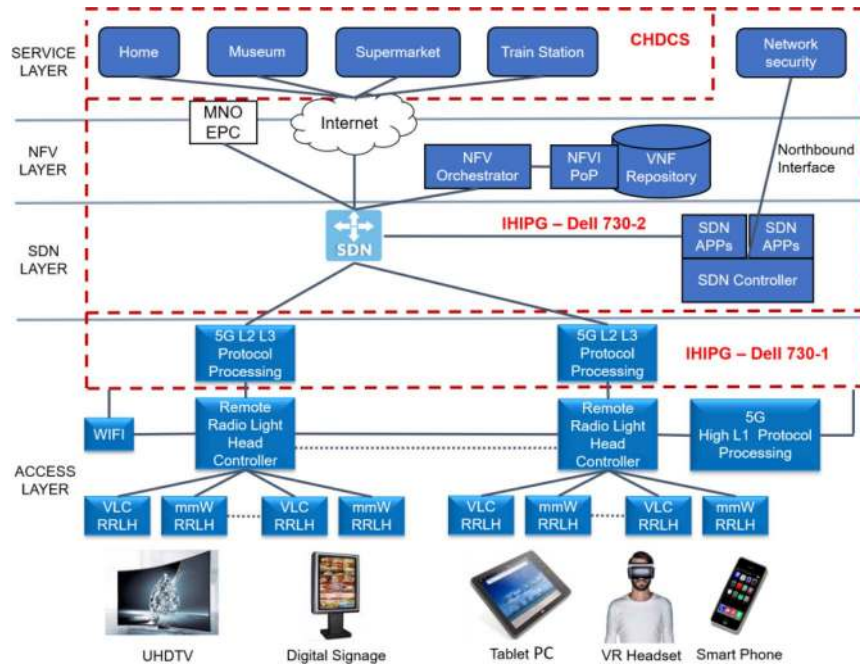 SERVICE
LAYER
Home
Museum
Supermarket
Train Station
CHDCS
Network
security
NFV
LAYER
MNO
EPC
Internet
NFV
Orchestrator
NFVI
PoP
VNF
Repository
Northbound
Interface
SDN
LAYER
SDN
IHIPG – Dell 730-2
SDN
APPs
SDN
APPs
SDN Controller
5G L2 L3
Protocol
Processing
5G L2 L3
Protocol
Processing
IHIPG – Dell 730-1
ACCESS
LAYER
WIFI
Remote
Radio Light
Head
Controller
Remote
Radio Light
Head
Controller
5G
High L1 Protocol
Processing
VLC
RRLH
mmW
RRLH
VLC
RRLH
mmW
RRLH
VLC
RRLH
mmW
RRLH
VLC
RRLH
mmW
RRLH
UHDTV
Digital Signage
Tablet PC
VR Headset
Smart Phone